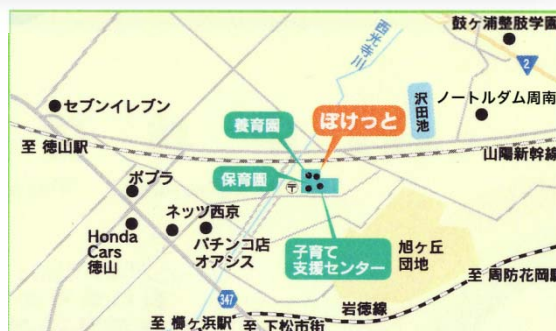 鼓ヶ浦整肢学園
西光寺川
2
セブンイレブン
沢田池
ノートルダム周南
養育園
ぽけっと
至 徳山駅
山陽新幹線
保育園
〒
ポプラ
ネッツ西京
Honda
Cars
徳山
パチンコ店
オアシス
子育て
支援センター
旭ヶ丘
団地
至 周防花岡駅
347
岩徳線
至 櫛ヶ浜駅
至 下松市街